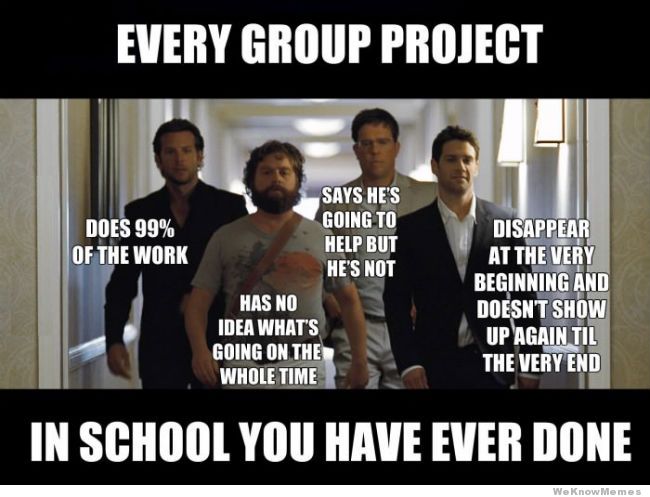 EVERY GROUP PROJECT
DOES 99%
OF THE WORK
HAS NO
IDEA WHAT'S
GOING ON THE
WHOLE TIME
SAYS HE'S
GOING TO
HELP BUT
HE'S NOT
DISAPPEAR
AT THE VERY
BEGINNING AND
DOESN'T SHOW
UP AGAIN TIL
THE VERY END
IN SCHOOL YOU HAVE EVER DONE
WeKnowMemes